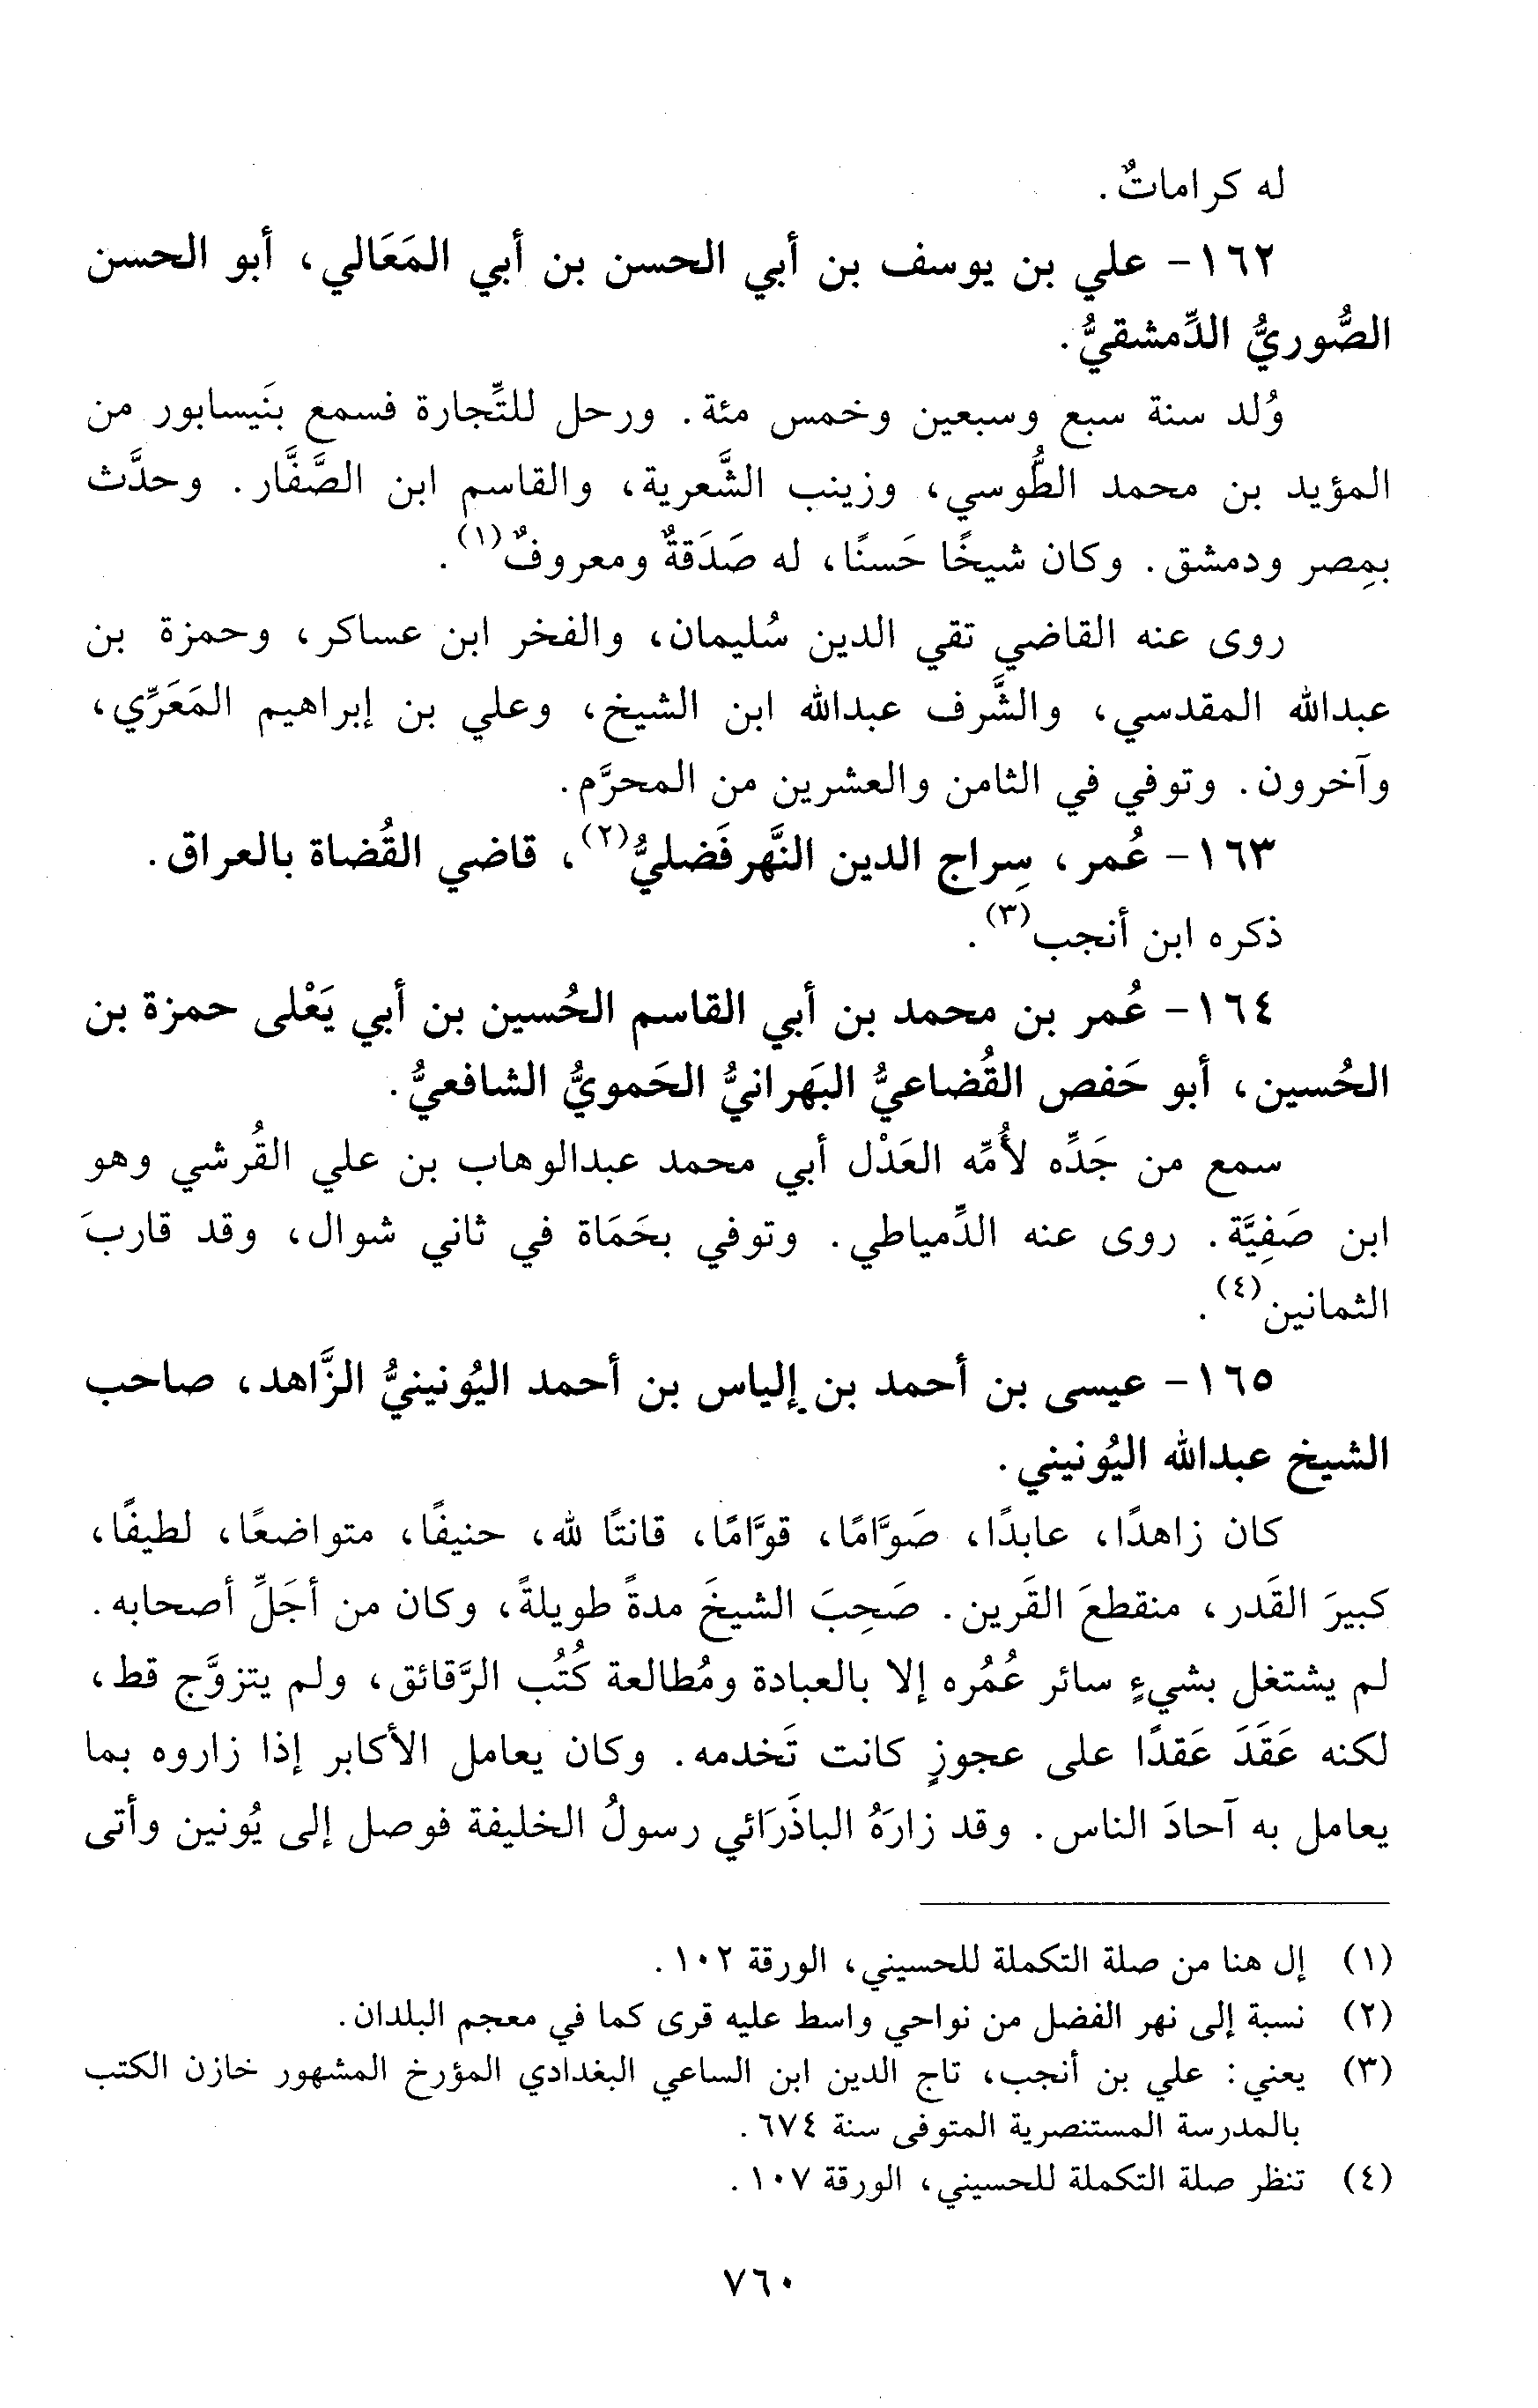 له كراماتٌ.
١٦٢- علي بن يوسف بن أبي الحسن بن أبي المَعَالي، أبو الحسن
الصُّوريُّ الدِّمشقيُّ.
وُلد سنة سبع وسبعين وخمس مئة. ورحل للتِّجارة فسمع بنَيسابور من
المؤيد بن محمد الطُّوسي، وزينب الشَّعرية، والقاسم ابن الصَّفَّار. وحدَّث
بمِصر ودمشق. وكان شيخًا حَسنًا، له صَدَقةٌ ومعروفٌ(١).
روى عنه القاضي تقي الدين سُليمان، والفخر ابن عساكر، وحمزة بن
عبدالله المقدسي، والشَّرف عبدالله ابن الشيخ، وعلي بن إبراهيم المَعَرِّي،
وآخرون. وتوفي في الثامن والعشرين من المحرَّم.
١٦٣- عُمر، سِراج الدين النَّهرفَضليُّ(٢)، قاضي القُضاة بالعراق.
ذكره ابن أنجب(٣).
١٦٤- عُمر بن محمد بن أبي القاسم الحُسين بن أبي يَعْلى حمزة بن
الحُسين، أبو حَفص القُضاعيُّ البَهرانيُّ الحَمويُّ الشافعيُّ.
سمع من جَدِّه لأُمِّه العَدْل أبي محمد عبدالوهاب بن علي القُرشي وهو
ابن صَفِيَّة. روى عنه الدِّمياطي. وتوفي بحَمَاة في ثاني شوال، وقد قاربَ
الثمانين(٤).
١٦٥- عيسى بن أحمد بن إلياس بن أحمد اليُونينيُّ الزَّاهد، صاحب
الشيخ عبدالله اليُونيني.
كان زاهدًا، عابدًا، صَوَّامًا، قوَّامًا، قانتًا لله، حنيفًا، متواضعًا، لطيفًا،
كبيرَ القَدر، منقطعَ القَرين. صَحِبَ الشيخَ مدةً طويلةً، وكان من أجَلِّ أصحابه.
لم يشتغل بشيءٍ سائر عُمُره إلا بالعبادة ومُطالعة كُتُب الرَّقائق، ولم يتزوَّج قط،
لكنه عَقَدَ عَقدًا على عجوزٍ كانت تَخدمه. وكان يعامل الأكابر إذا زاروه بما
يعامل به آحادَ الناس. وقد زارَهُ الباذَرَائي رسولُ الخليفة فوصل إلى يُونين وأتى
(١) إل هنا من صلة التكملة للحسيني، الورقة ١٠٢.
(٢) نسبة إلى نهر الفضل من نواحي واسط عليه قرى كما في معجم البلدان.
(٣) يعني: علي بن أنجب، تاج الدين ابن الساعي البغدادي المؤرخ المشهور خازن الكتب
بالمدرسة المستنصرية المتوفى سنة ٦٧٤.
(٤) تنظر صلة التكملة للحسيني، الورقة ١٠٧.
٧٦٠